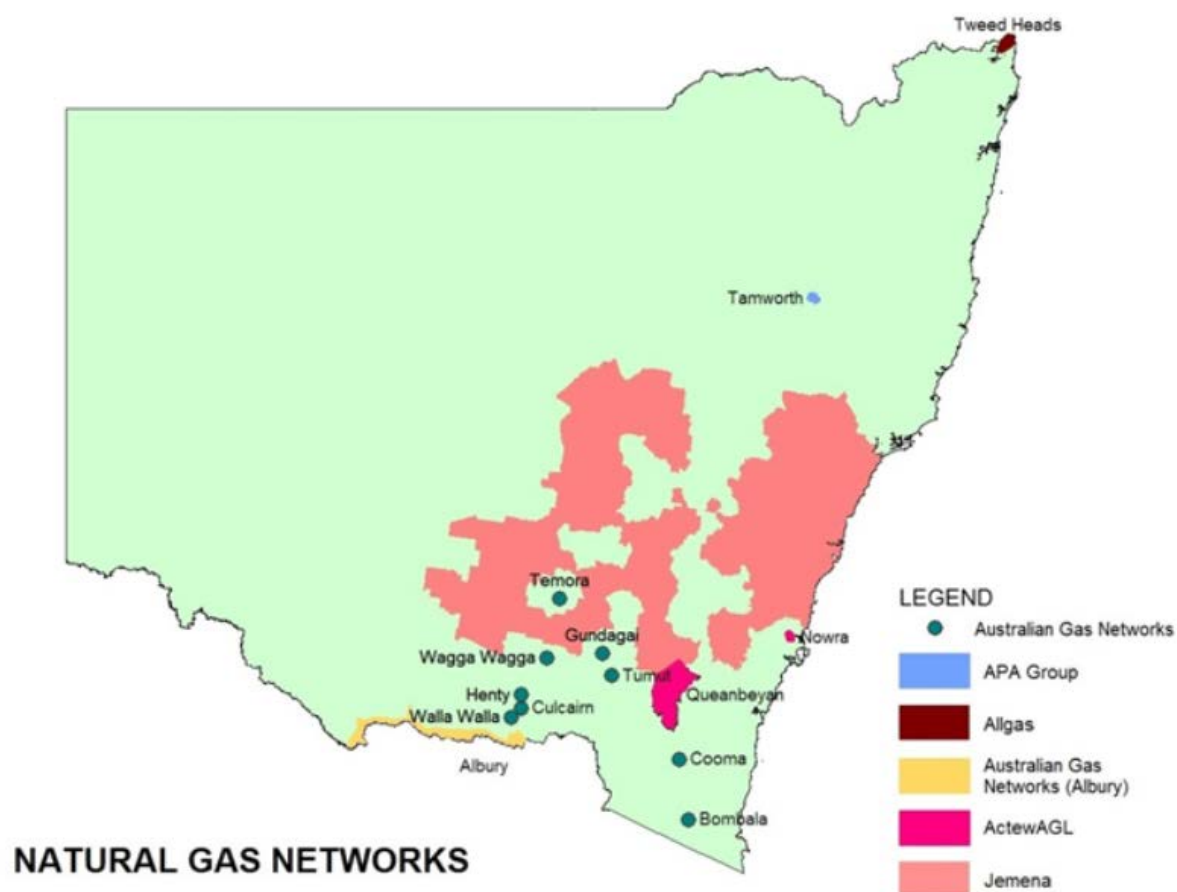 Tweed Heads
Tamworth
Temora
Gundagai
Wagga Wagga
Tumut
Henty
Culcairn
Walla Walla
Albury
Nowra
Queanbeyan
Cooma
Bombala
LEGEND
Australian Gas Networks
APA Group
Allgas
Australian Gas
Networks (Albury)
ActewAGL
Jemena
NATURAL GAS NETWORKS